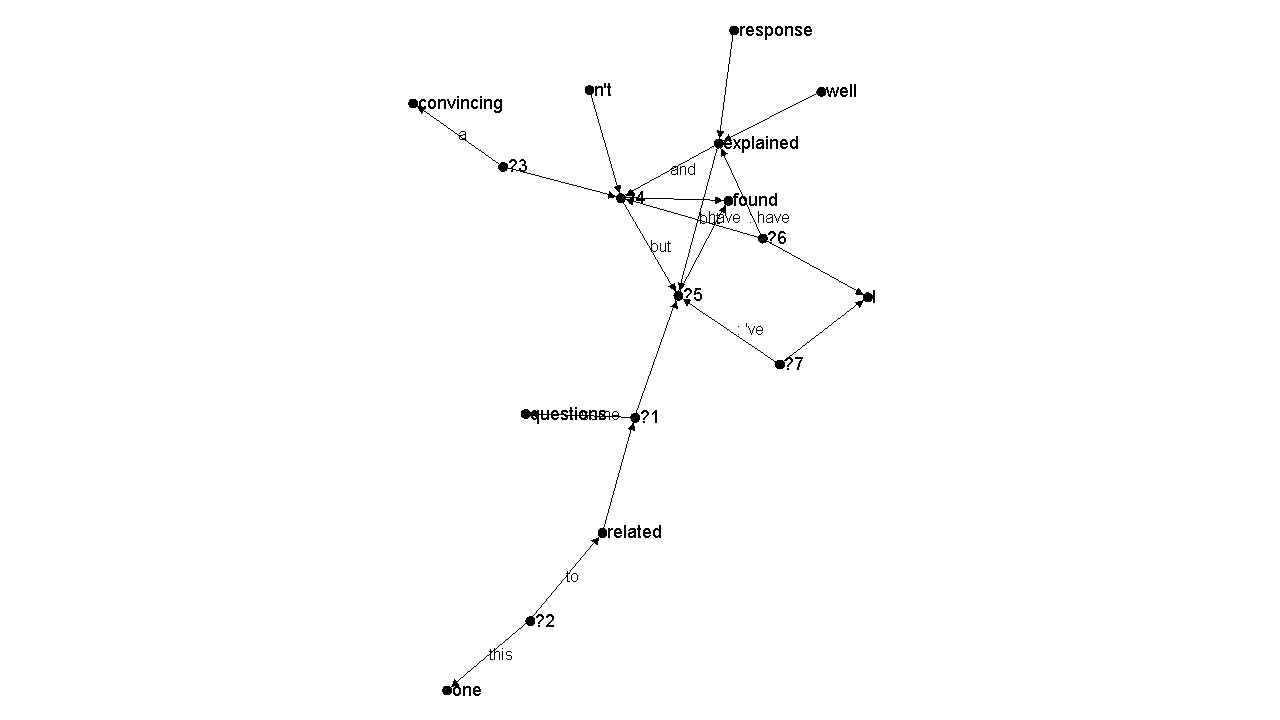 response
n't
well
convincing
a
explained
?3
and
?4
found
have
: have
?6
but
?5
I
: 've
?7
questions
?1
related
to
?2
this
one